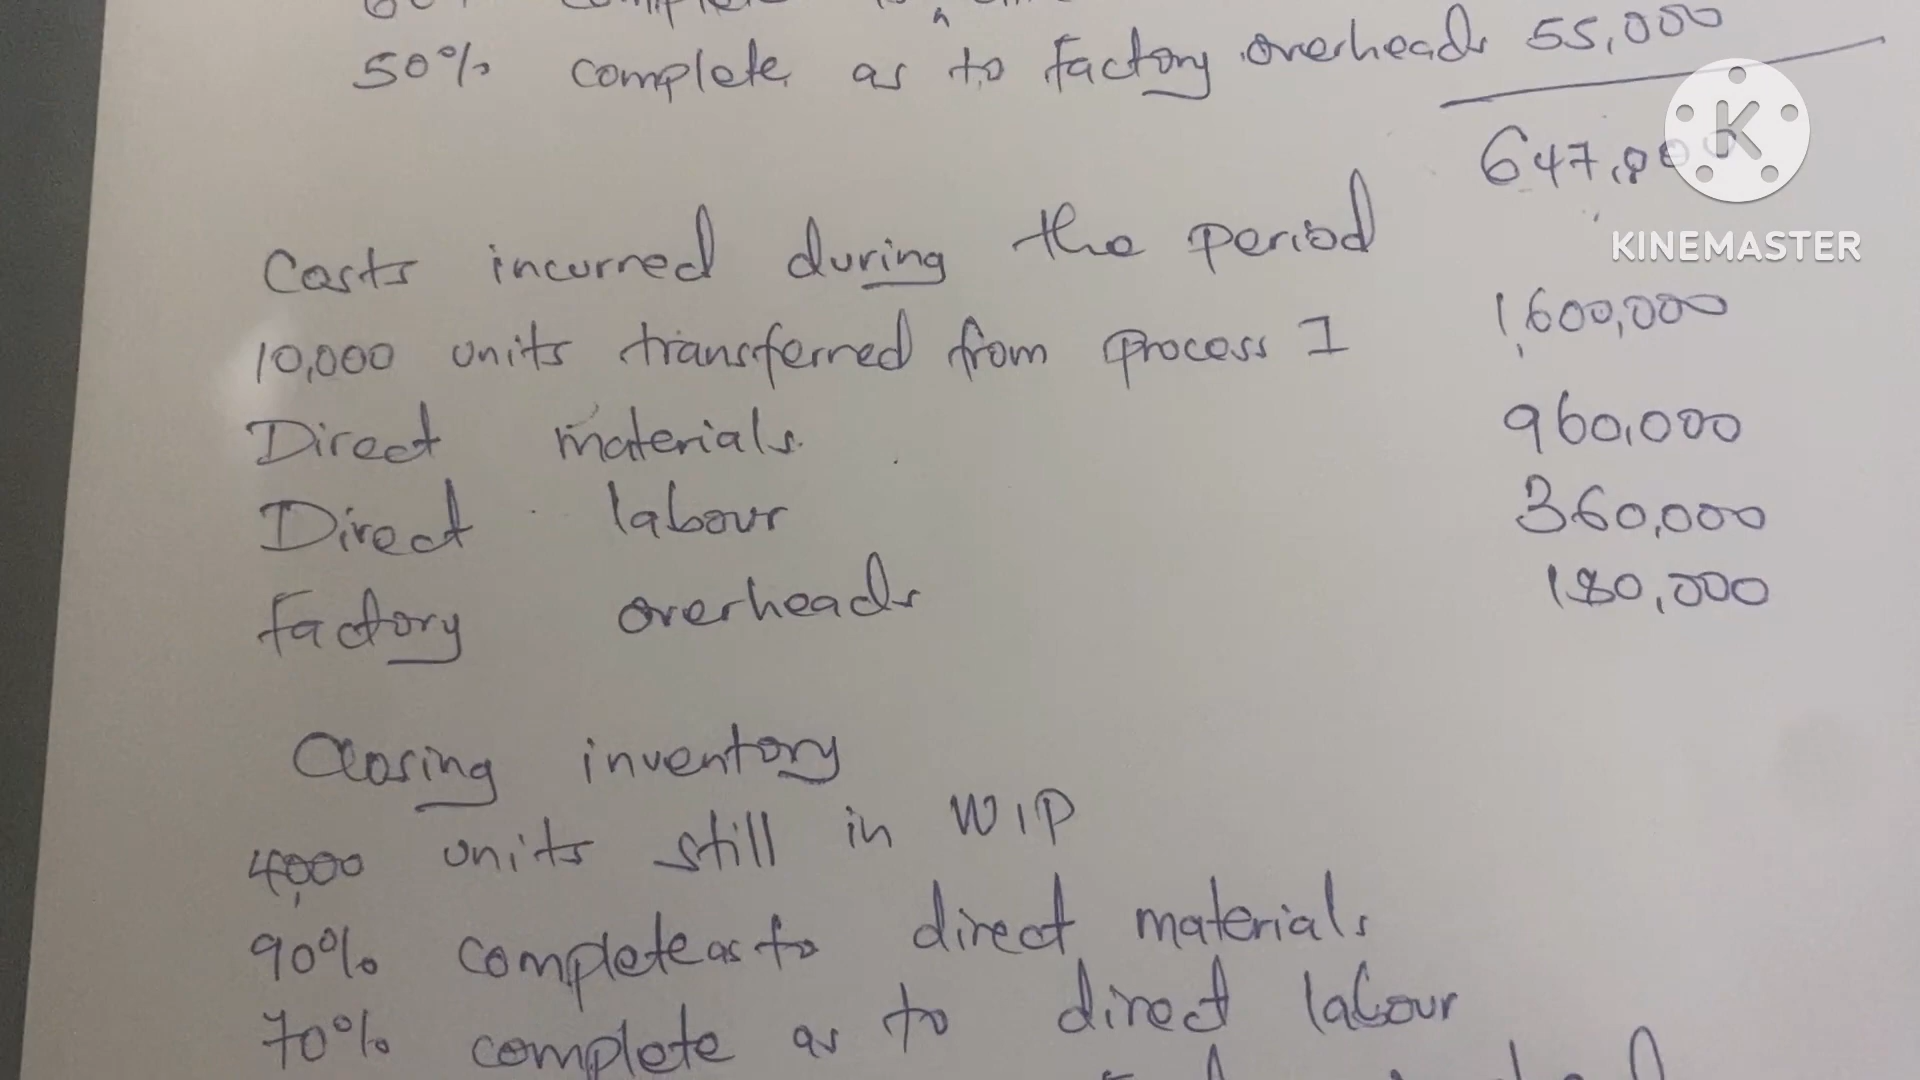 50% complete as to Factory overheads 55,000
647,000
K
KINEMASTER
Costs incurred during the period
10,000 units transferred from process I 1,600,000
Direct materials. 960,000
Direct labour 360,000
Factory overheads 180,000
Closing inventory
4,000 units still in WIP
90% complete as to direct materials
70% complete as to direct labour